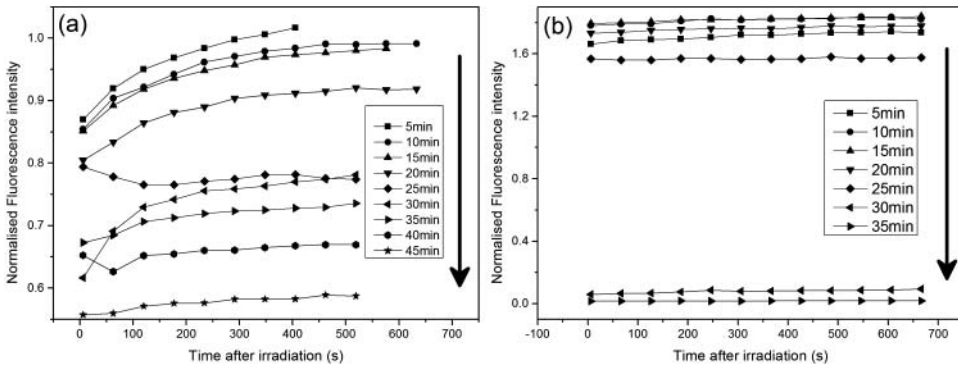 (a)
Normalised Fluorescence intensity
1.0
0.9
0.8
0.7
0.6
5min
10min
15min
20min
25min
30min
35min
40min
45min
0 100 200 300 400 500 600 700
Time after irradiation (s)
(b)
Normalised Fluorescence intensity
1.6
1.2
0.8
0.4
0.0
5min
10min
15min
20min
25min
30min
35min
-100 0 100 200 300 400 500 600 700
Time after irradiation (s)